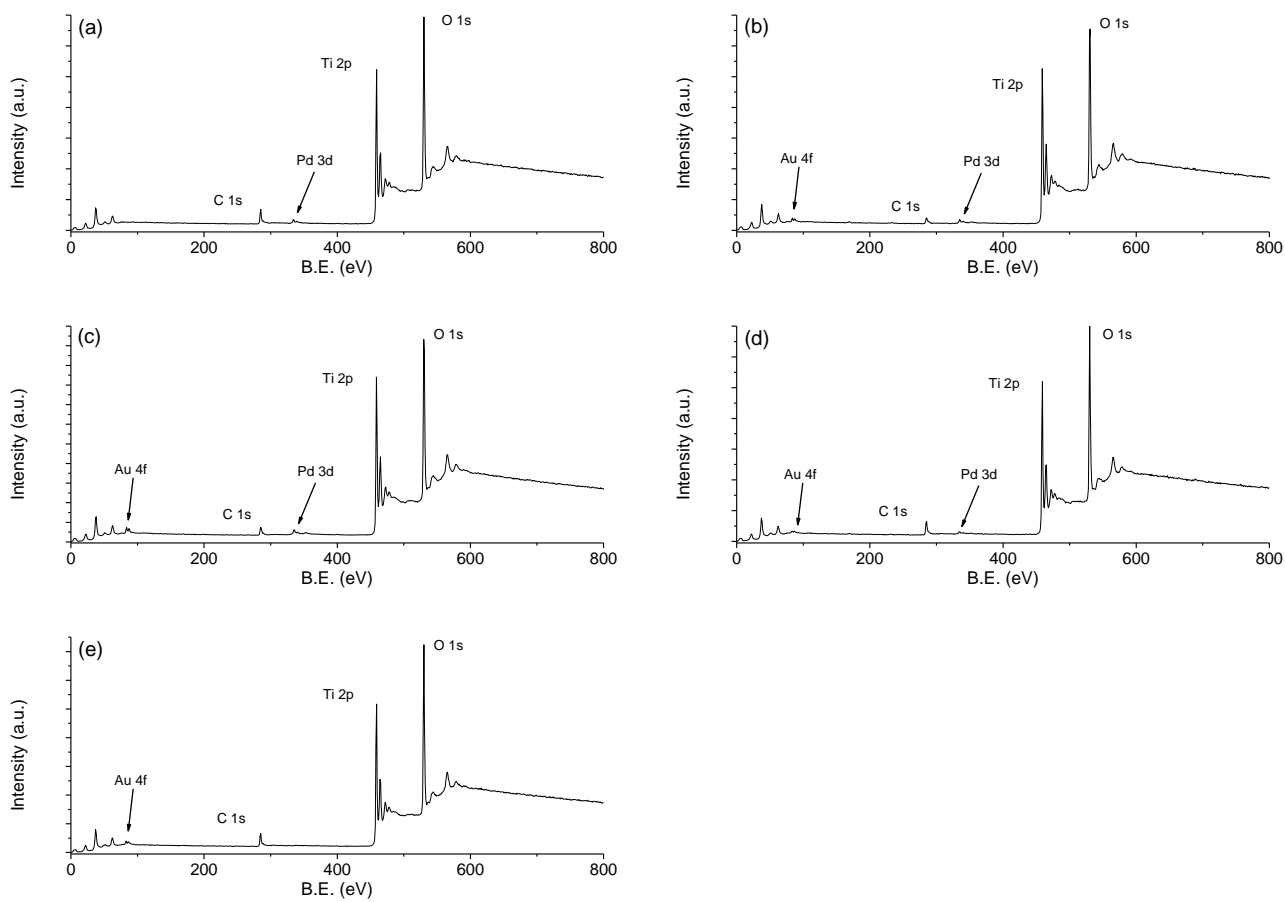 (a)
O 1s
Ti 2p
Pd 3d
C 1s
Intensity (a.u.)
0 200 400 600 800
B.E. (eV)
(b)
O 1s
Ti 2p
Au 4f
Pd 3d
C 1s
Intensity (a.u.)
0 200 400 600 800
B.E. (eV)
(c)
O 1s
Ti 2p
Au 4f
Pd 3d
C 1s
Intensity (a.u.)
0 200 400 600 800
B.E. (eV)
(d)
O 1s
Ti 2p
Au 4f
Pd 3d
C 1s
Intensity (a.u.)
0 200 400 600 800
B.E. (eV)
(e)
O 1s
Ti 2p
Au 4f
C 1s
Intensity (a.u.)
0 200 400 600 800
B.E. (eV)